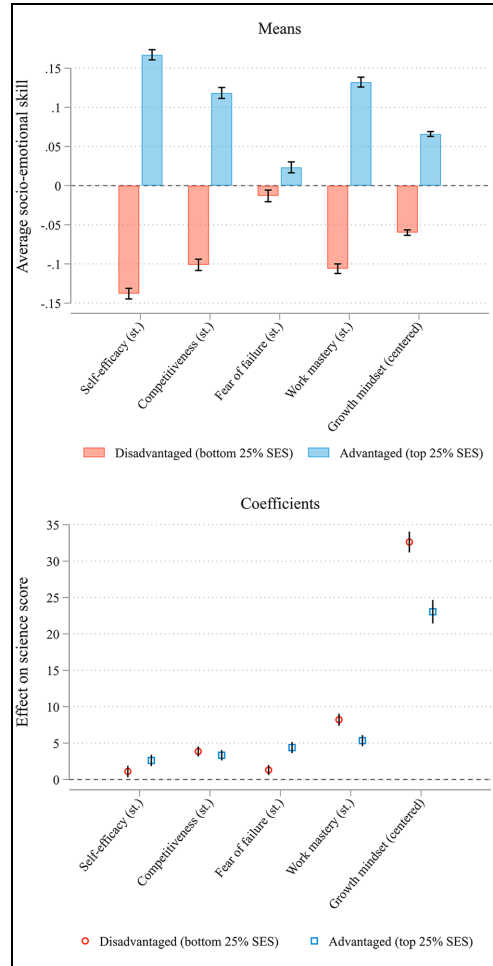 Means
Average socio-emotional skill
.15
.1
.05
0
-.05
-.1
-.15
Self-efficacy (st.)
Competitiveness (st.)
Fear of failure (st.)
Work mastery (st.)
Growth mindset (centered)
Disadvantaged (bottom 25% SES)
Advantaged (top 25% SES)
Coefficients
Effect on science score
35
30
25
20
15
10
5
0
Self-efficacy (st.)
Competitiveness (st.)
Fear of failure (st.)
Work mastery (st.)
Growth mindset (centered)
Disadvantaged (bottom 25% SES)
Advantaged (top 25% SES)